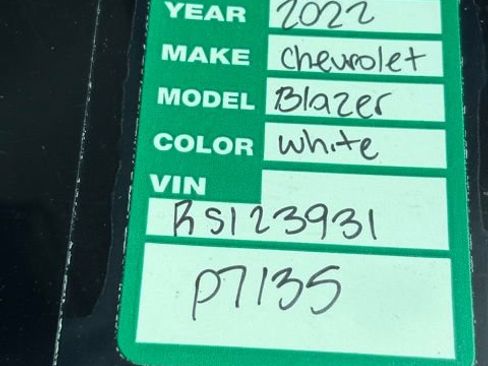 YEAR 2022
MAKE Chevrolet
MODEL Blazer
COLOR White
VIN
RS123931
P7135